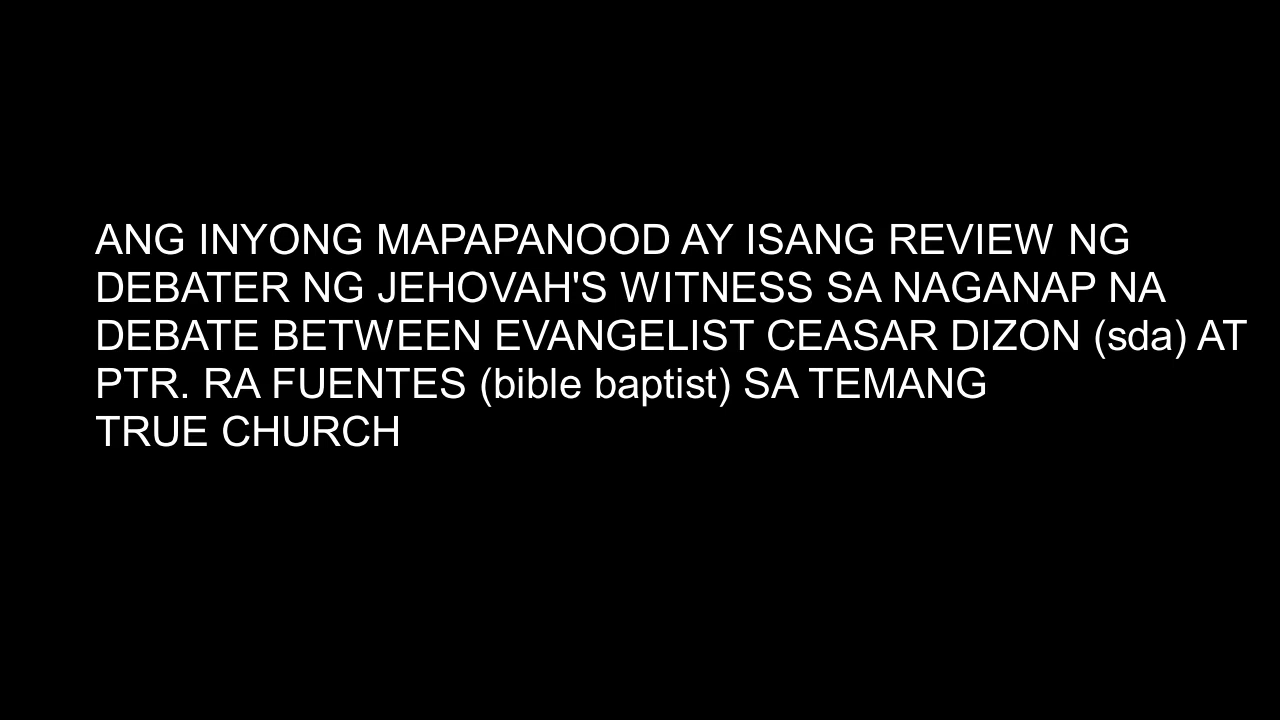 ANG INYONG MAPAPANOOD AY ISANG REVIEW NG
DEBATER NG JEHOVAH'S WITNESS SA NAGANAP NA
DEBATE BETWEEN EVANGELIST CEASAR DIZON (sda) AT
PTR. RA FUENTES (bible baptist) SA TEMANG
TRUE CHURCH